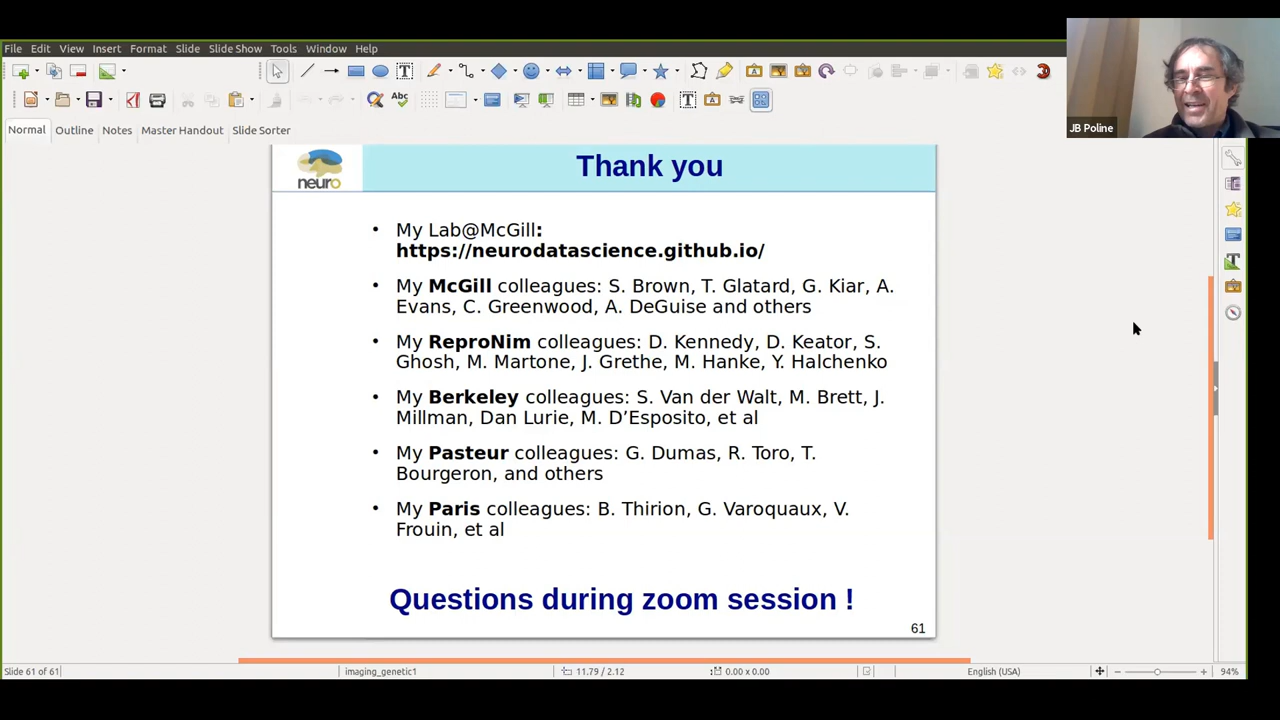 File Edit View Insert Format Slide Slide Show Tools Window Help
JB Poline
Abc
Normal Outline Notes Master Handout Slide Sorter
neuro
Thank you
• My Lab@McGill:
https://neurodatascience.github.io/
• My McGill colleagues: S. Brown, T. Glatard, G. Kiar, A.
Evans, C. Greenwood, A. DeGuise and others
• My ReproNim colleagues: D. Kennedy, D. Keator, S.
Ghosh, M. Martone, J. Grethe, M. Hanke, Y. Halchenko
• My Berkeley colleagues: S. Van der Walt, M. Brett, J.
Millman, Dan Lurie, M. D’Esposito, et al
• My Pasteur colleagues: G. Dumas, R. Toro, T.
Bourgeron, and others
• My Paris colleagues: B. Thirion, G. Varoquaux, V.
Frouin, et al
Questions during zoom session !
61
Slide 61 of 61 imaging_genetic1 11.79 / 2.12 0.00 x 0.00 English (USA) 94%